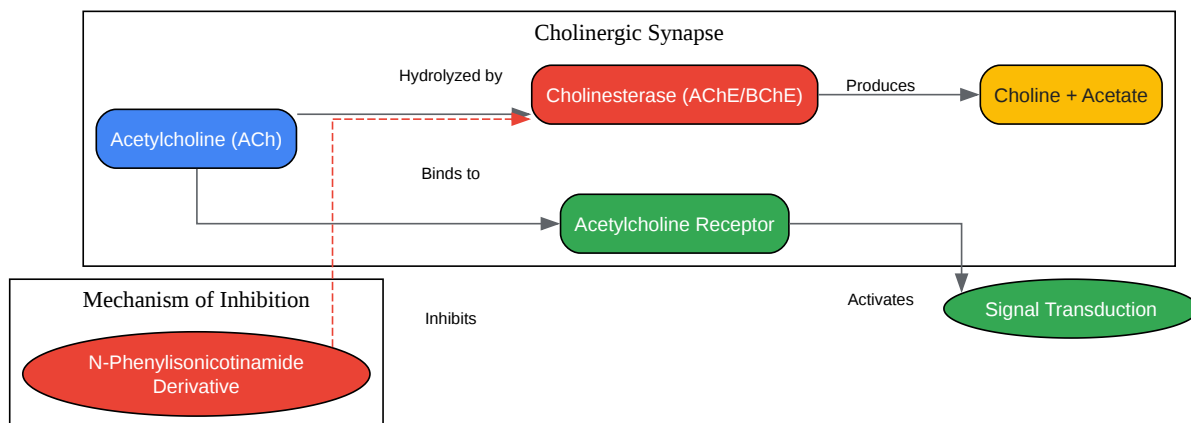 Cholinergic Synapse
Hydrolyzed by
Cholinesterase (AChE/BChE)
Produces
Choline + Acetate
Acetylcholine (ACh)
Binds to
Acetylcholine Receptor
Mechanism of Inhibition
Inhibits
Activates
Signal Transduction
N-Phenylisonicotinamide
Derivative